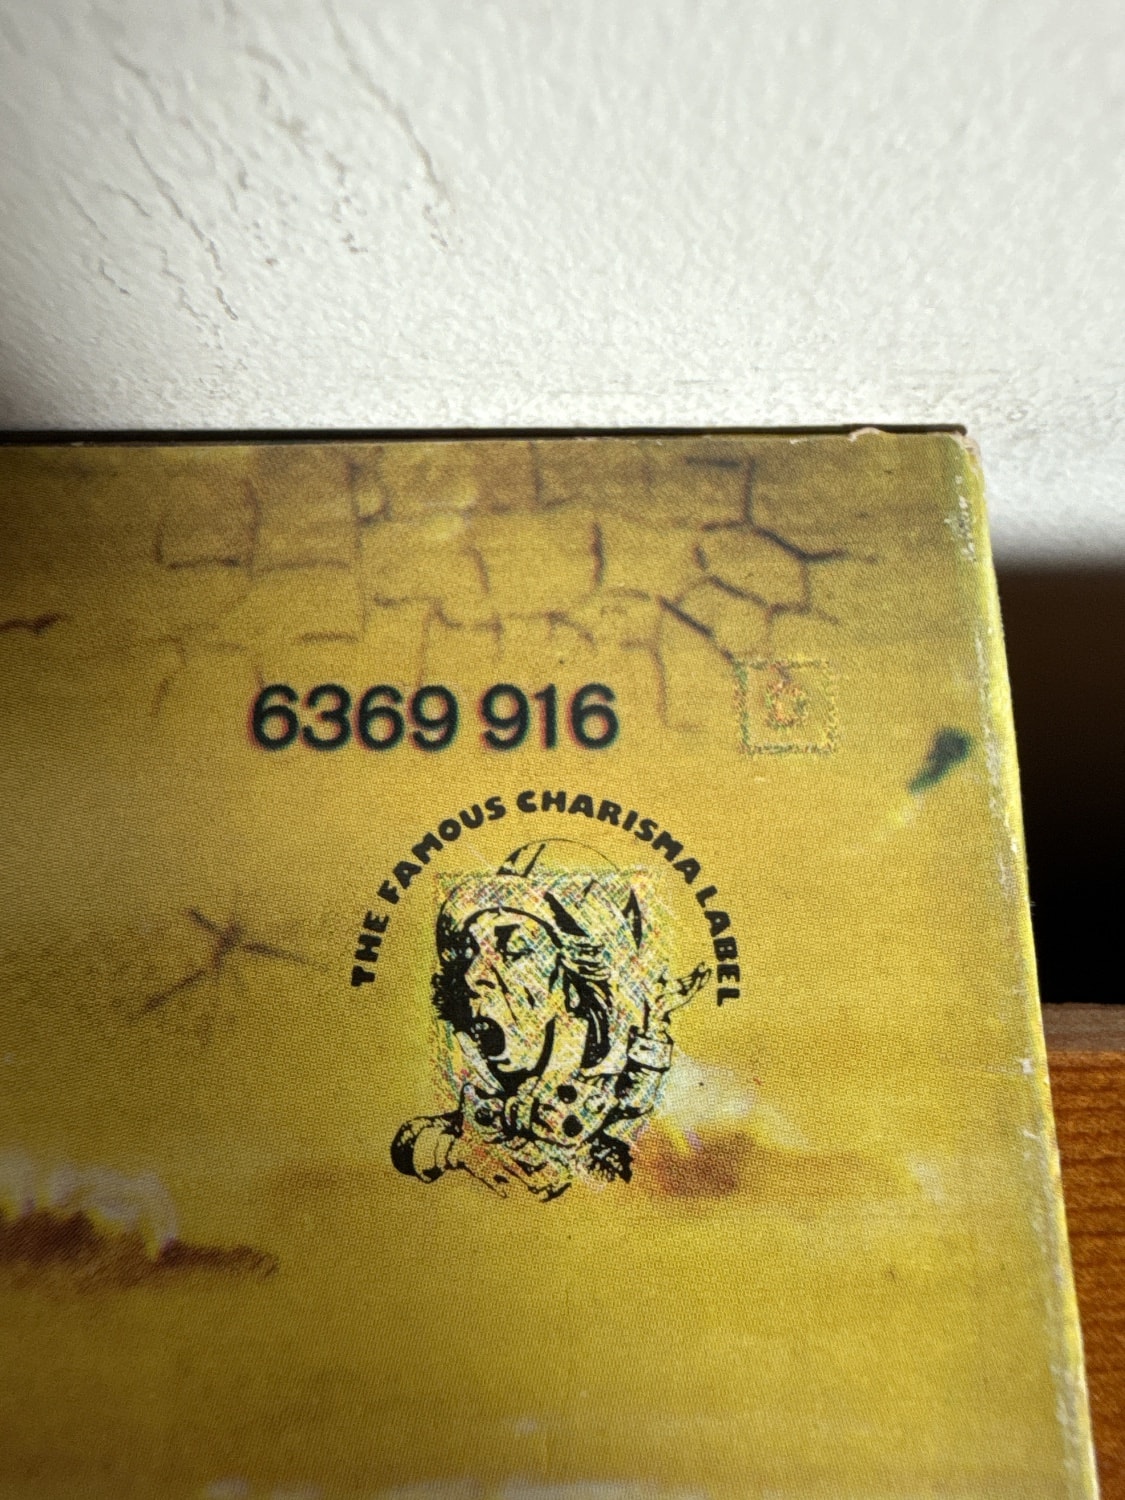 6369 916
THE FAMOUS CHARISMA LABEL